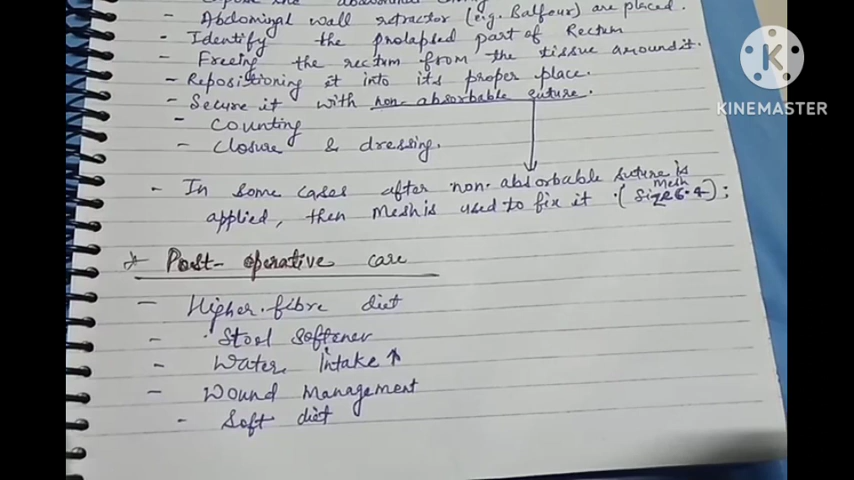 - Abdominal wall retractor (e.g. Balfour) are placed.
- Identify the prolapsed part of Rectum
- Freeing the rectum from the tissue around it.
- Repositioning it into its proper place.
- Secure it with non-absorbable suture.
- Counting
- Closure & dressing.
- In some cases after non-absorbable suture is
applied, then Mesh is used to fix it. (Mesh size 6·4);
* Post-operative care
- Higher fibre diet
- Stool softener
- Water intake ↑
- Wound Management
- Soft diet
KINEMASTER